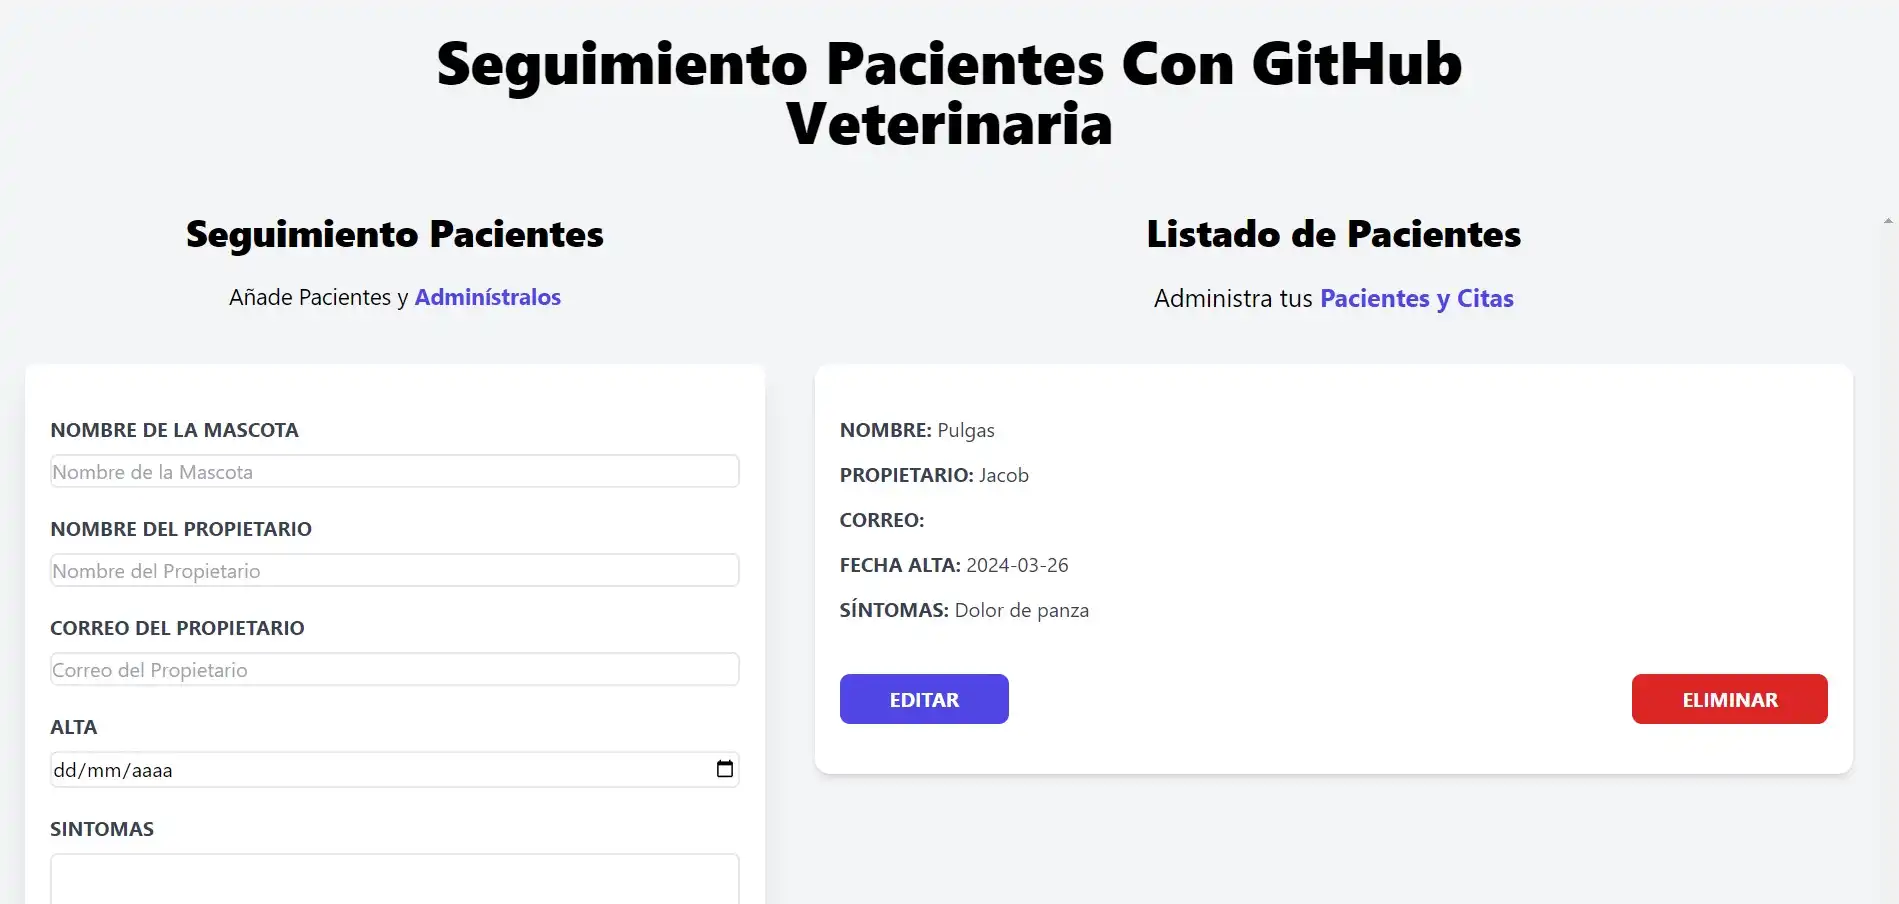 Seguimiento Pacientes Con GitHub
Veterinaria
Seguimiento Pacientes
Añade Pacientes y Adminístralos
NOMBRE DE LA MASCOTA
Nombre de la Mascota
NOMBRE DEL PROPIETARIO
Nombre del Propietario
CORREO DEL PROPIETARIO
Correo del Propietario
ALTA
dd/mm/aaaa
SINTOMAS
Listado de Pacientes
Administra tus Pacientes y Citas
NOMBRE: Pulgas
PROPIETARIO: Jacob
CORREO:
FECHA ALTA: 2024-03-26
SÍNTOMAS: Dolor de panza
EDITAR
ELIMINAR